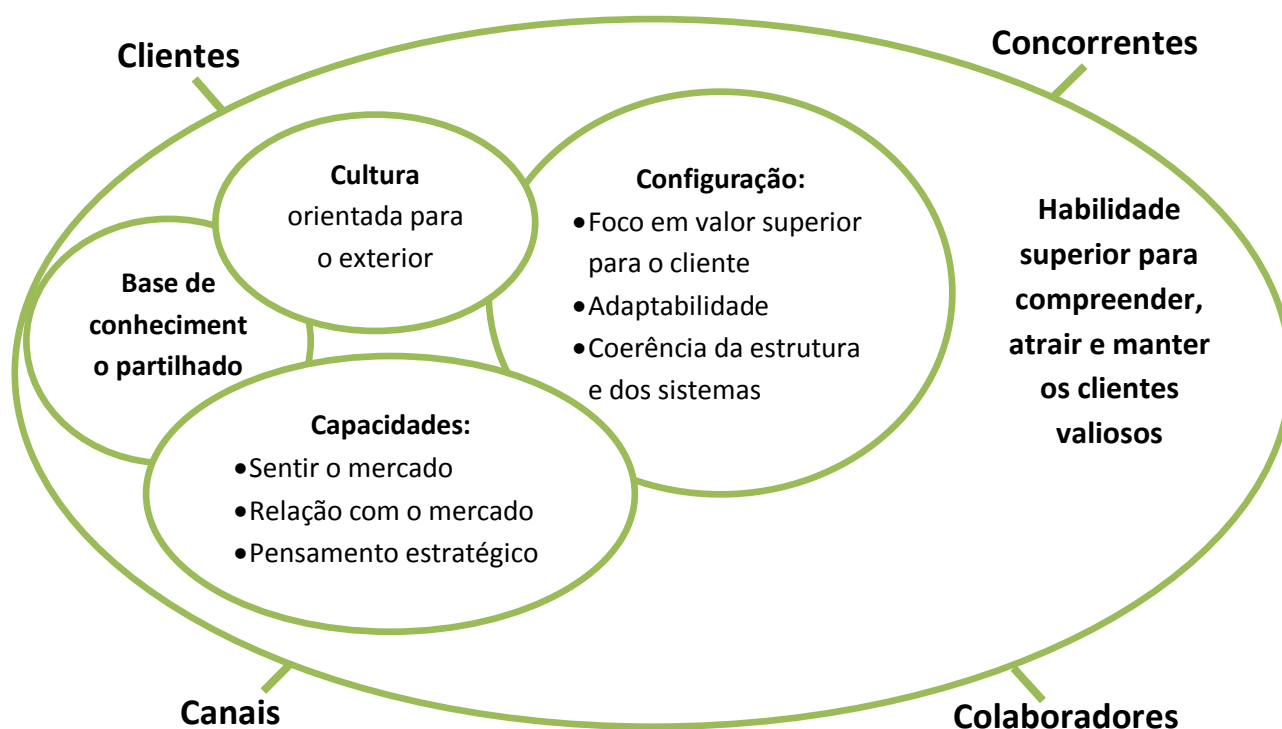 Clientes
Concorrentes
Cultura
orientada para
o exterior
Configuração:
•Foco em valor superior
para o cliente
•Adaptabilidade
•Coerência da estrutura
e dos sistemas
Habilidade
superior para
compreender,
atrair e manter
os clientes
valiosos
Base de
conheciment
o partilhado
Capacidades:
•Sentir o mercado
•Relação com o mercado
•Pensamento estratégico
Canais
Colaboradores